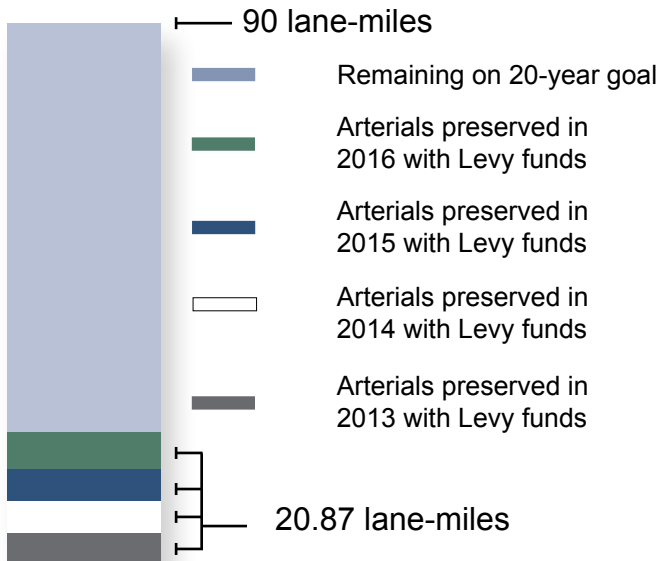 90 lane-miles
Remaining on 20-year goal
Arterials preserved in
2016 with Levy funds
Arterials preserved in
2015 with Levy funds
Arterials preserved in
2014 with Levy funds
Arterials preserved in
2013 with Levy funds
20.87 lane-miles